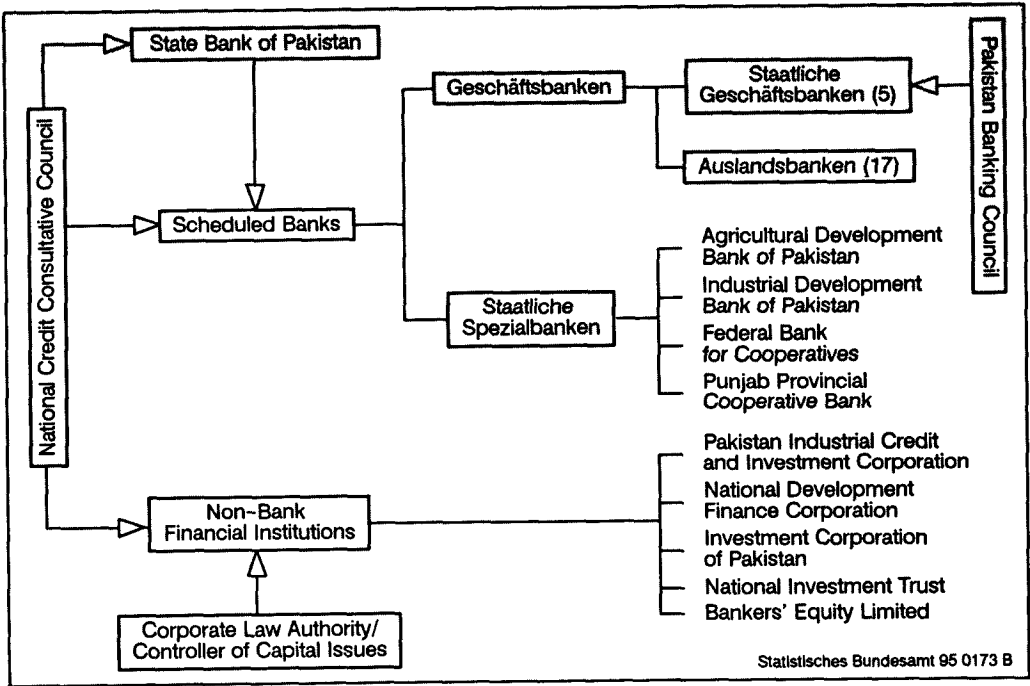 National Credit Consultative Council
State Bank of Pakistan
Scheduled Banks
Geschäftsbanken
Staatliche
Geschäftsbanken (5)
Auslandsbanken (17)
Pakistan Banking Council
Staatliche
Spezialbanken
Agricultural Development
Bank of Pakistan
Industrial Development
Bank of Pakistan
Federal Bank
for Cooperatives
Punjab Provincial
Cooperative Bank
Non-Bank
Financial Institutions
Pakistan Industrial Credit
and Investment Corporation
National Development
Finance Corporation
Investment Corporation
of Pakistan
National Investment Trust
Bankers' Equity Limited
Corporate Law Authority/
Controller of Capital Issues
Statistisches Bundesamt 95 0173 B